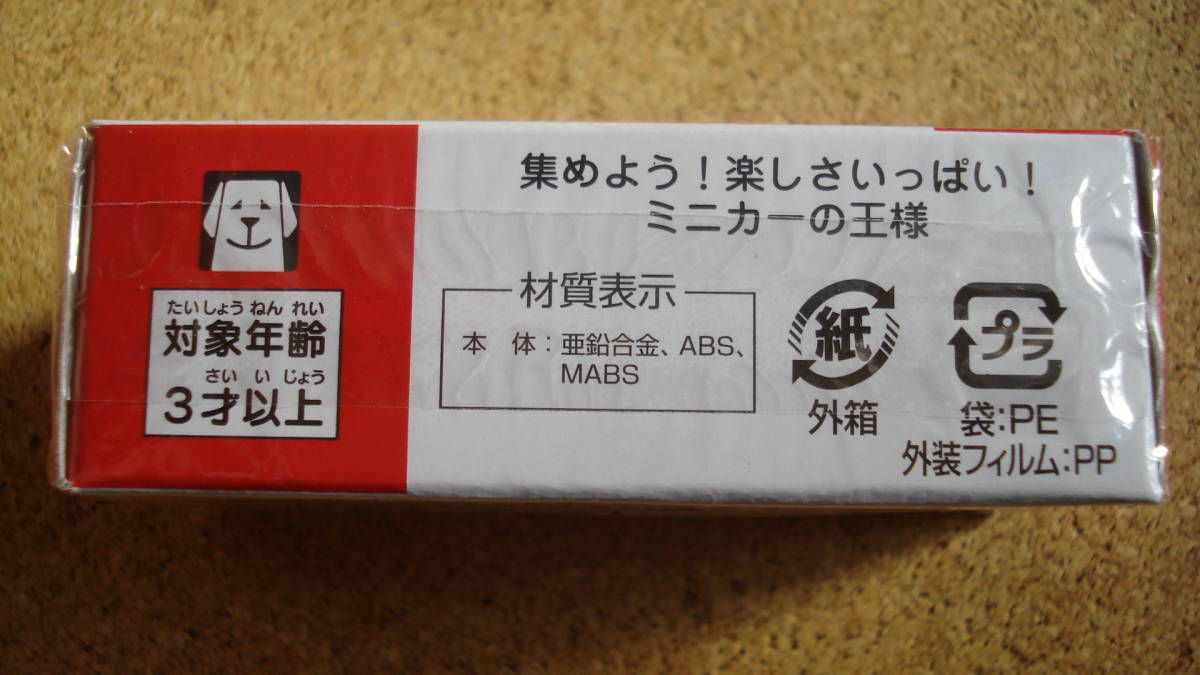 集めよう！楽しさいっぱい！
ミニカーの王様
たいしょうねんれい
対象年齢
さいいじょう
3才以上
材質表示
本 体：亜鉛合金、ABS、
MABS
紙
外箱
プラ
袋:PE
外装フィルム:PP